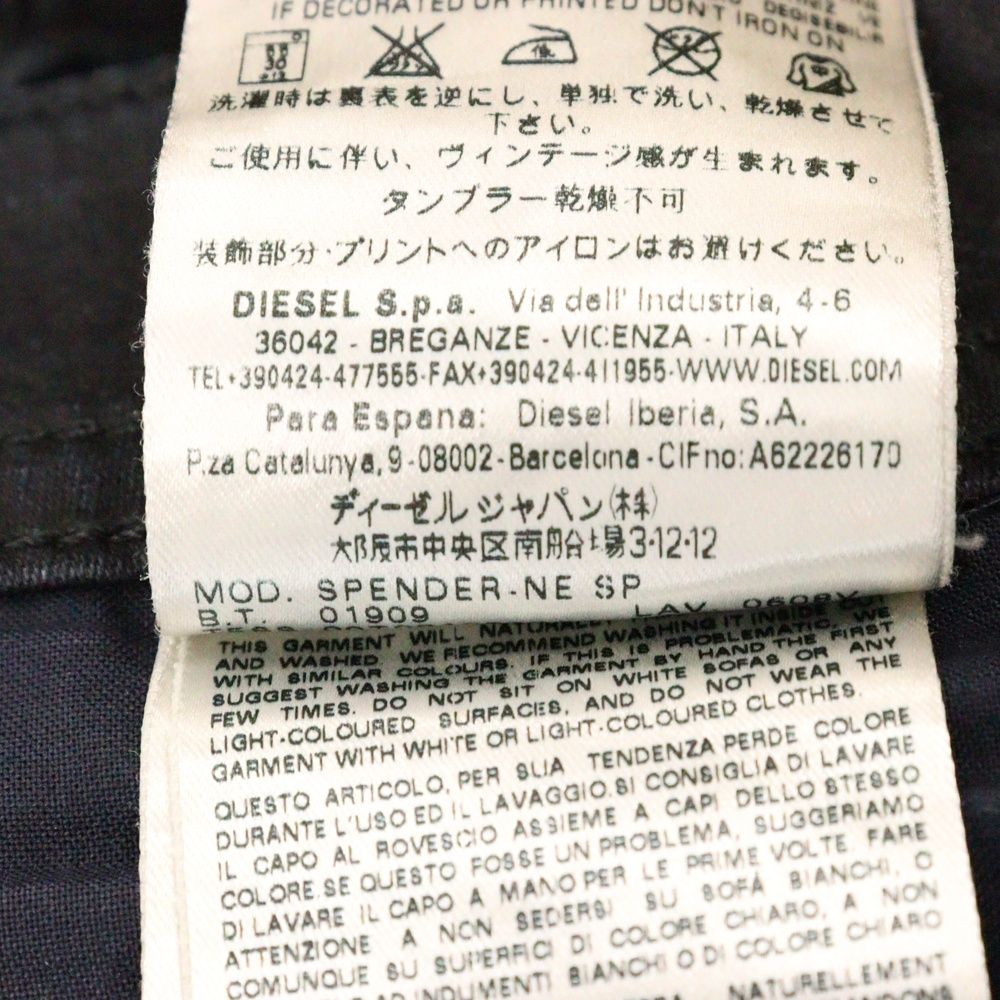 IF DECORATED OR PRINTED DON'T IRON ON
30
低
中
洗濯時は裏表を逆にし、単独で洗い、乾燥させて
下さい。
ご使用に伴い、ヴィンテージ感が生まれます。
タンブラー乾燥不可
装飾部分・プリントへのアイロンはお避けください。
DIESEL S.p.a. Via dell' Industria, 4-6
36042 - BREGANZE - VICENZA - ITALY
TEL+390424-477555-FAX+390424-411955-WWW.DIESEL.COM
Para Espana: Diesel Iberia, S.A.
P.za Catalunya, 9-08002-Barcelona-CIFno: A62226170
ディーゼル ジャパン(株)
大阪市中央区南船場3-12-12
MOD. SPENDER-NE SP
B.T. 01909 LAV.
THIS GARMENT WILL NATURALLY
AND WASHED. WE RECOMMEND WASHING IT INSIDE
WITH SIMILAR COLOURS. IF THIS IS PROBLEMATIC, WE
SUGGEST WASHING THE GARMENT BY HAND THE FIRST
FEW TIMES. DO NOT SIT ON WHITE SOFAS OR ANY
LIGHT-COLOURED SURFACES, AND DO NOT WEAR THE
GARMENT WITH WHITE OR LIGHT-COLOURED CLOTHES.
QUESTO ARTICOLO, PER SUA TENDENZA PERDE COLORE
DURANTE L'USO ED IL LAVAGGIO. SI CONSIGLIA DI LAVARE
IL CAPO AL ROVESCIO ASSIEME A CAPI DELLO STESSO
COLORE. SE QUESTO FOSSE UN PROBLEMA, SUGGERIAMO
DI LAVARE IL CAPO A MANO PER LE PRIME VOLTE. FARE
ATTENZIONE A NON SEDERSI SU SOFÀ BIANCHI, O
COMUNQUE SU SUPERFICI DI COLORE CHIARO, A NON
AD INDUMENTI BIANCHI O DI COLORE CHIARO
NATURELLEMENT